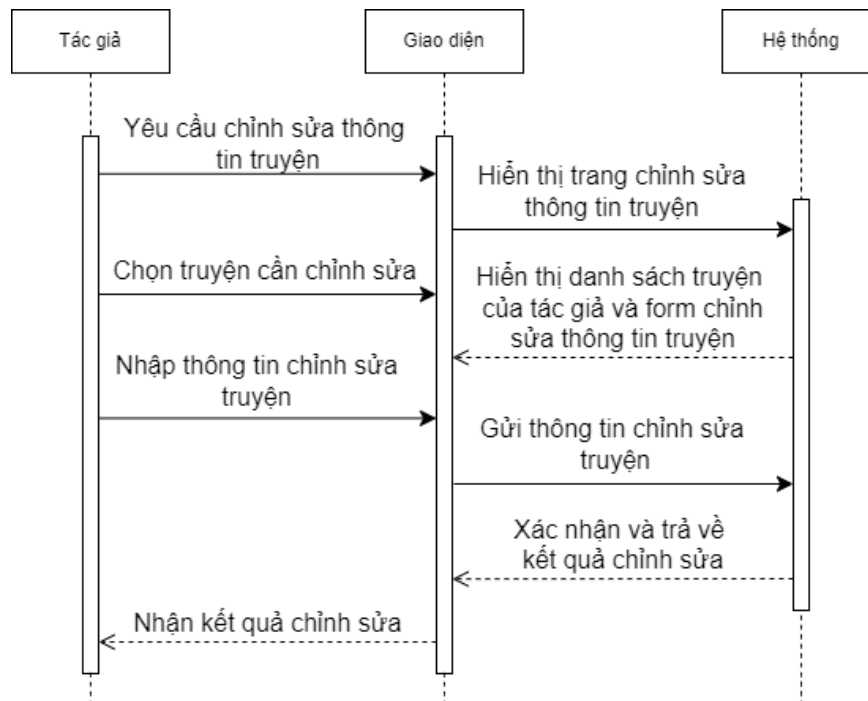 Tác giả
Giao diện
Hệ thống
Yêu cầu chỉnh sửa thông
tin truyện
Hiển thị trang chỉnh sửa
thông tin truyện
Chọn truyện cần chỉnh sửa
Hiển thị danh sách truyện
của tác giả và form chỉnh
sửa thông tin truyện
Nhập thông tin chỉnh sửa
truyện
Gửi thông tin chỉnh sửa
truyện
Xác nhận và trả về
kết quả chỉnh sửa
Nhận kết quả chỉnh sửa